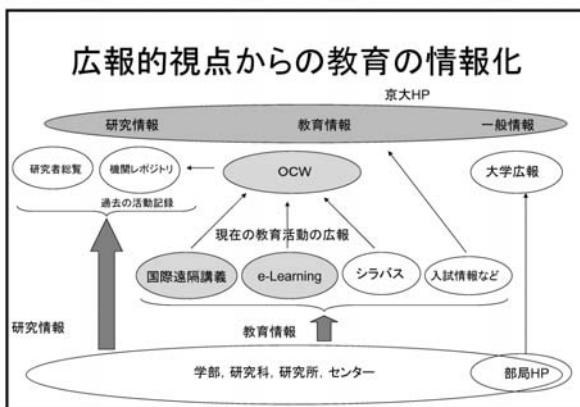 広報的視点からの教育の情報化
京大HP
研究情報
教育情報
一般情報
研究者総覧
機関レポジトリ
OCW
大学広報
過去の活動記録
現在の教育活動の広報
国際遠隔講義
e-Learning
シラバス
入試情報など
研究情報
教育情報
学部，研究科，研究所，センター
部局HP